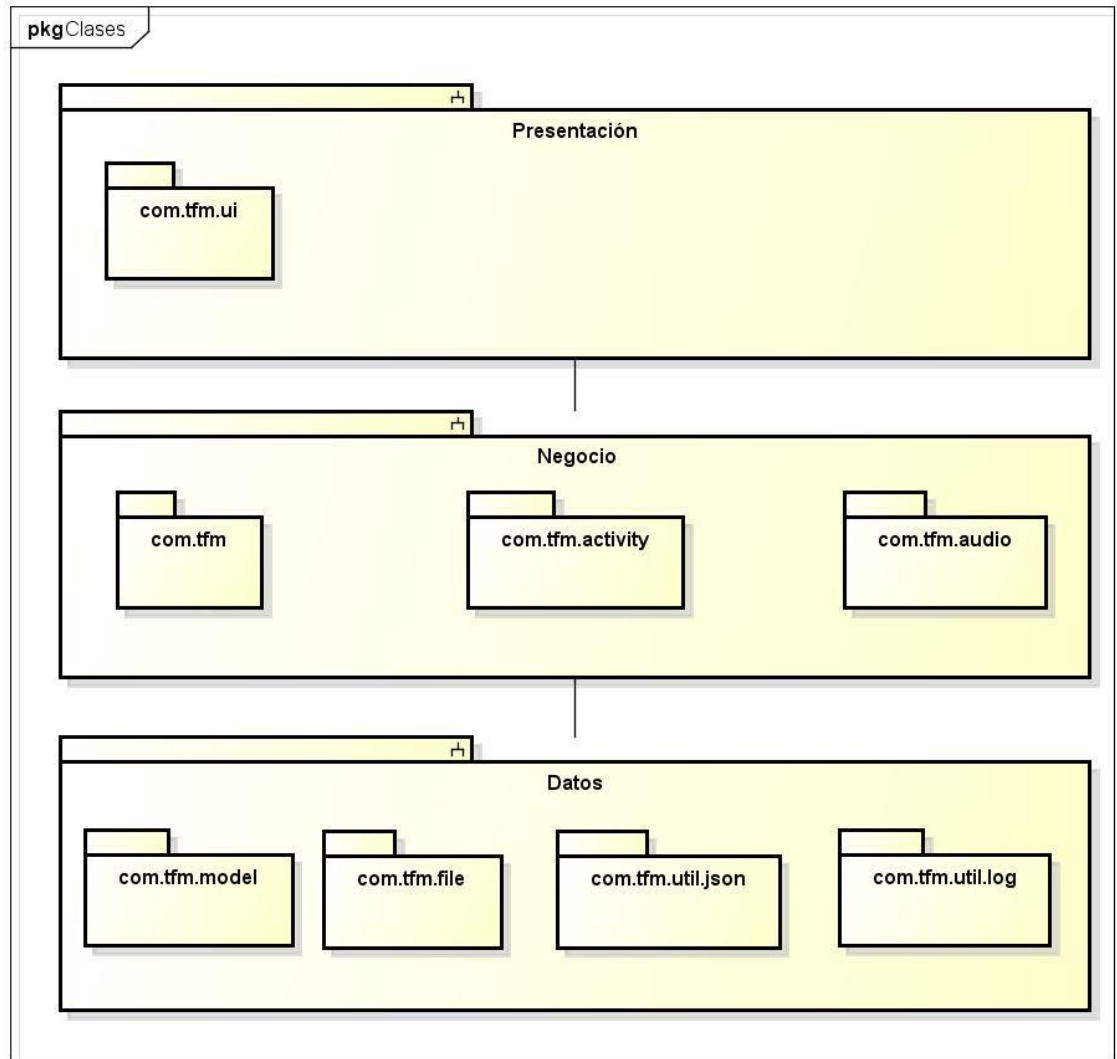 pkgClases
Presentación
com.tfm.ui
Negocio
com.tfm
com.tfm.activity
com.tfm.audio
Datos
com.tfm.model
com.tfm.file
com.tfm.util.json
com.tfm.util.log